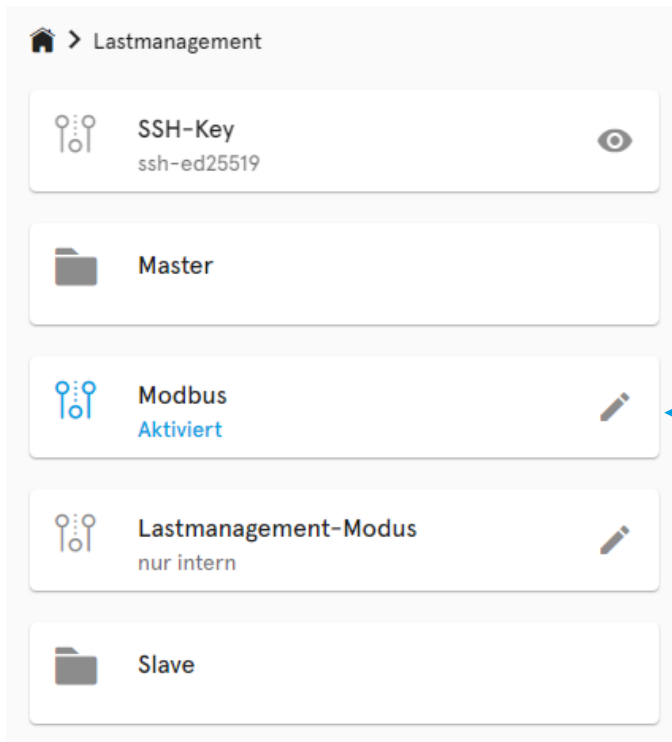 Lastmanagement
SSH-Key
ssh-ed25519
Master
Modbus
Aktiviert
Lastmanagement-Modus
nur intern
Slave